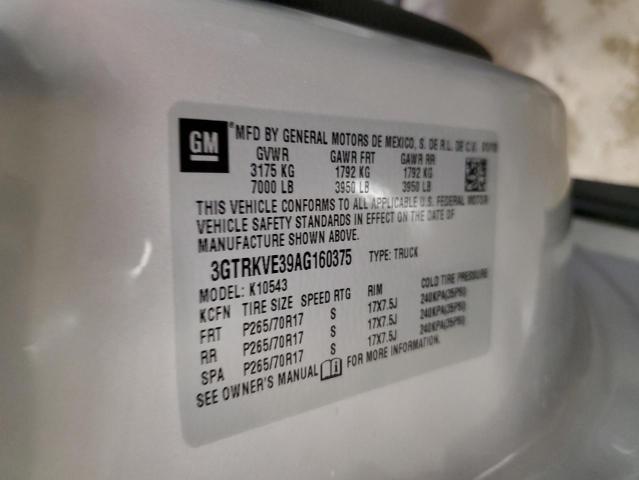 GM
® MFD BY GENERAL MOTORS DE MEXICO, S. DE R.L. DE C.V.
GVWR GAWR FRT GAWR RR
3175 KG 1792 KG 1792 KG
7000 LB 3950 LB 3950 LB
THIS VEHICLE CONFORMS TO ALL APPLICABLE U.S. FEDERAL MOTOR
VEHICLE SAFETY STANDARDS IN EFFECT ON THE DATE OF
MANUFACTURE SHOWN ABOVE.
3GTRKVE39AG160375 TYPE: TRUCK
MODEL: K10543
KCFN TIRE SIZE SPEED RTG RIM COLD TIRE PRESSURE
FRT P265/70R17 S 17X7.5J 240KPA(35PSI)
RR P265/70R17 S 17X7.5J 240KPA(35PSI)
SPA P265/70R17 S 17X7.5J 240KPA(35PSI)
SEE OWNER'S MANUAL FOR MORE INFORMATION.